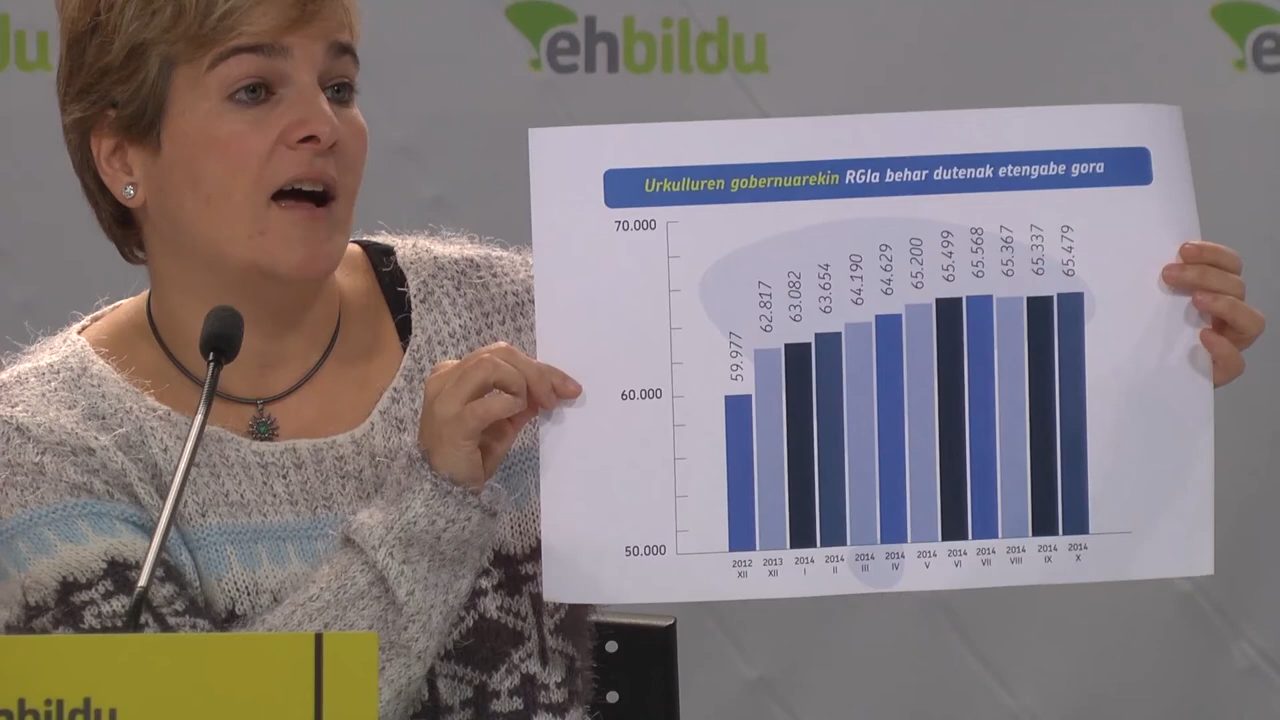 du
ehbildu
e
Urkulluren gobernuarekin RGIa behar dutenak etengabe gora
70.000
60.000
50.000
59.977
62.817
63.082
63.654
64.190
64.629
65.200
65.499
65.568
65.367
65.337
65.479
2012 XII
2013 XII
2014 I
2014 II
2014 III
2014 IV
2014 V
2014 VI
2014 VII
2014 VIII
2014 IX
2014 X
ehbildu